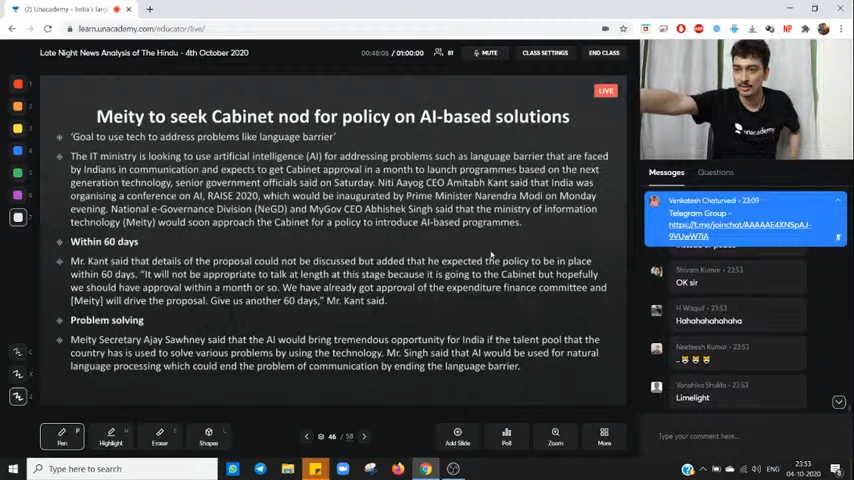 (2) Unacademy - India's larg
learn.unacademy.com/educator/live/
Late Night News Analysis of The Hindu - 4th October 2020
00:48:05 / 01:00:00
81
MUTE
CLASS SETTINGS
END CLASS
LIVE
Meity to seek Cabinet nod for policy on AI-based solutions
‘Goal to use tech to address problems like language barrier’
The IT ministry is looking to use artificial intelligence (AI) for addressing problems such as language barrier that are faced
by Indians in communication and expects to get Cabinet approval in a month to launch programmes based on the next
generation technology, senior government officials said on Saturday. Niti Aayog CEO Amitabh Kant said that India was
organising a conference on AI, RAISE 2020, which would be inaugurated by Prime Minister Narendra Modi on Monday
evening. National e-Governance Division (NeGD) and MyGov CEO Abhishek Singh said that the ministry of information
technology (Meity) would soon approach the Cabinet for a policy to introduce AI-based programmes.
Within 60 days
Mr. Kant said that details of the proposal could not be discussed but added that he expected the policy to be in place
within 60 days. “It will not be appropriate to talk at length at this stage because it is going to the Cabinet but hopefully
we should have approval within a month or so. We have already got approval of the expenditure finance committee and
[Meity] will drive the proposal. Give us another 60 days,” Mr. Kant said.
Problem solving
Meity Secretary Ajay Sawhney said that the AI would bring tremendous opportunity for India if the talent pool that the
country has is used to solve various problems by using the technology. Mr. Singh said that AI would be used for natural
language processing which could end the problem of communication by ending the language barrier.
1
2
3
4
5
6
7
Pen
P
Highlight
H
Eraser
E
Shapes
L
46 / 58
Add Slide
Poll
Zoom
More
unacademy
Messages
Questions
Venkatesh Chaturvedi 23:09
Telegram Group -
Shivam Kumar 23:53
OK sir
H Waquif 23:53
Hahahahahahaha
Neeteesh Kumar 23:53
Vanshika Shukla 23:53
Limelight
Type your comment here...
Type here to search
ENG
23:53
04-10-2020